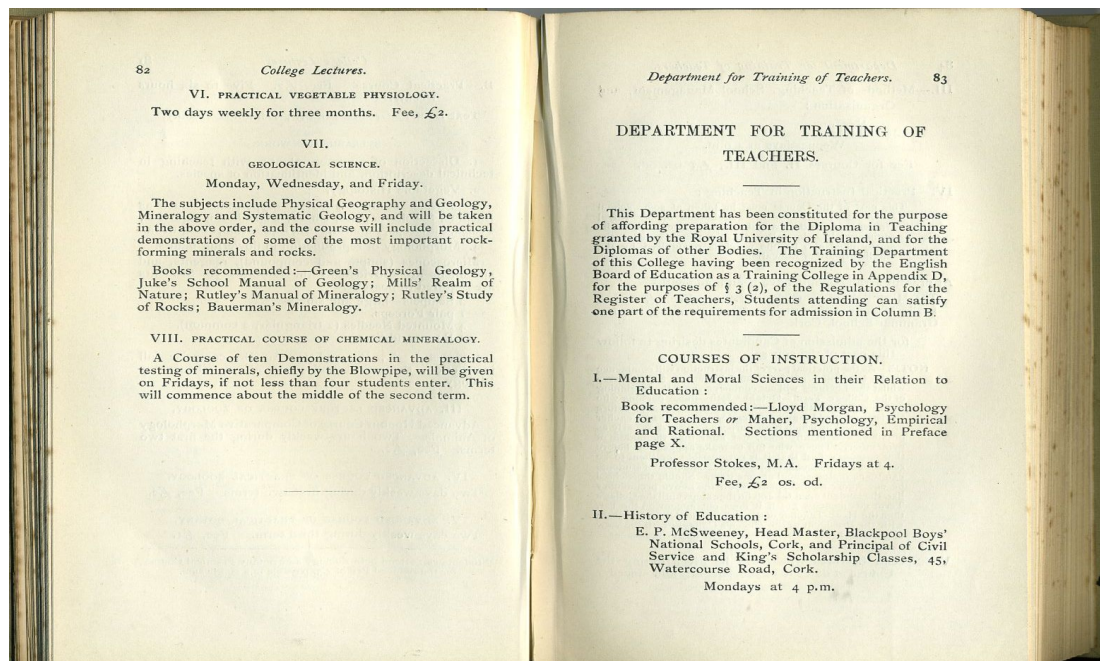 82 College Lectures.
VI. PRACTICAL VEGETABLE PHYSIOLOGY.
Two days weekly for three months. Fee, £2.
VII.
GEOLOGICAL SCIENCE.
Monday, Wednesday, and Friday.
The subjects include Physical Geography and Geology,
Mineralogy and Systematic Geology, and will be taken
in the above order, and the course will include practical
demonstrations of some of the most important rock-
forming minerals and rocks.
Books recommended:—Green's Physical Geology,
Juke's School Manual of Geology; Mills' Realm of
Nature; Rutley's Manual of Mineralogy; Rutley's Study
of Rocks; Bauerman's Mineralogy.
VIII. PRACTICAL COURSE OF CHEMICAL MINERALOGY.
A Course of ten Demonstrations in the practical
testing of minerals, chiefly by the Blowpipe, will be given
on Fridays, if not less than four students enter. This
will commence about the middle of the second term.
Department for Training of Teachers. 83
DEPARTMENT FOR TRAINING OF
TEACHERS.
This Department has been constituted for the purpose
of affording preparation for the Diploma in Teaching
granted by the Royal University of Ireland, and for the
Diplomas of other Bodies. The Training Department
of this College having been recognized by the English
Board of Education as a Training College in Appendix D,
for the purposes of § 3 (2), of the Regulations for the
Register of Teachers, Students attending can satisfy
one part of the requirements for admission in Column B.
COURSES OF INSTRUCTION.
I.—Mental and Moral Sciences in their Relation to
Education :
Book recommended:—Lloyd Morgan, Psychology
for Teachers or Maher, Psychology, Empirical
and Rational. Sections mentioned in Preface
page X.
Professor Stokes, M.A. Fridays at 4.
Fee, £2 0s. 0d.
II.—History of Education :
E. P. McSweeney, Head Master, Blackpool Boys'
National Schools, Cork, and Principal of Civil
Service and King's Scholarship Classes, 45,
Watercourse Road, Cork.
Mondays at 4 p.m.